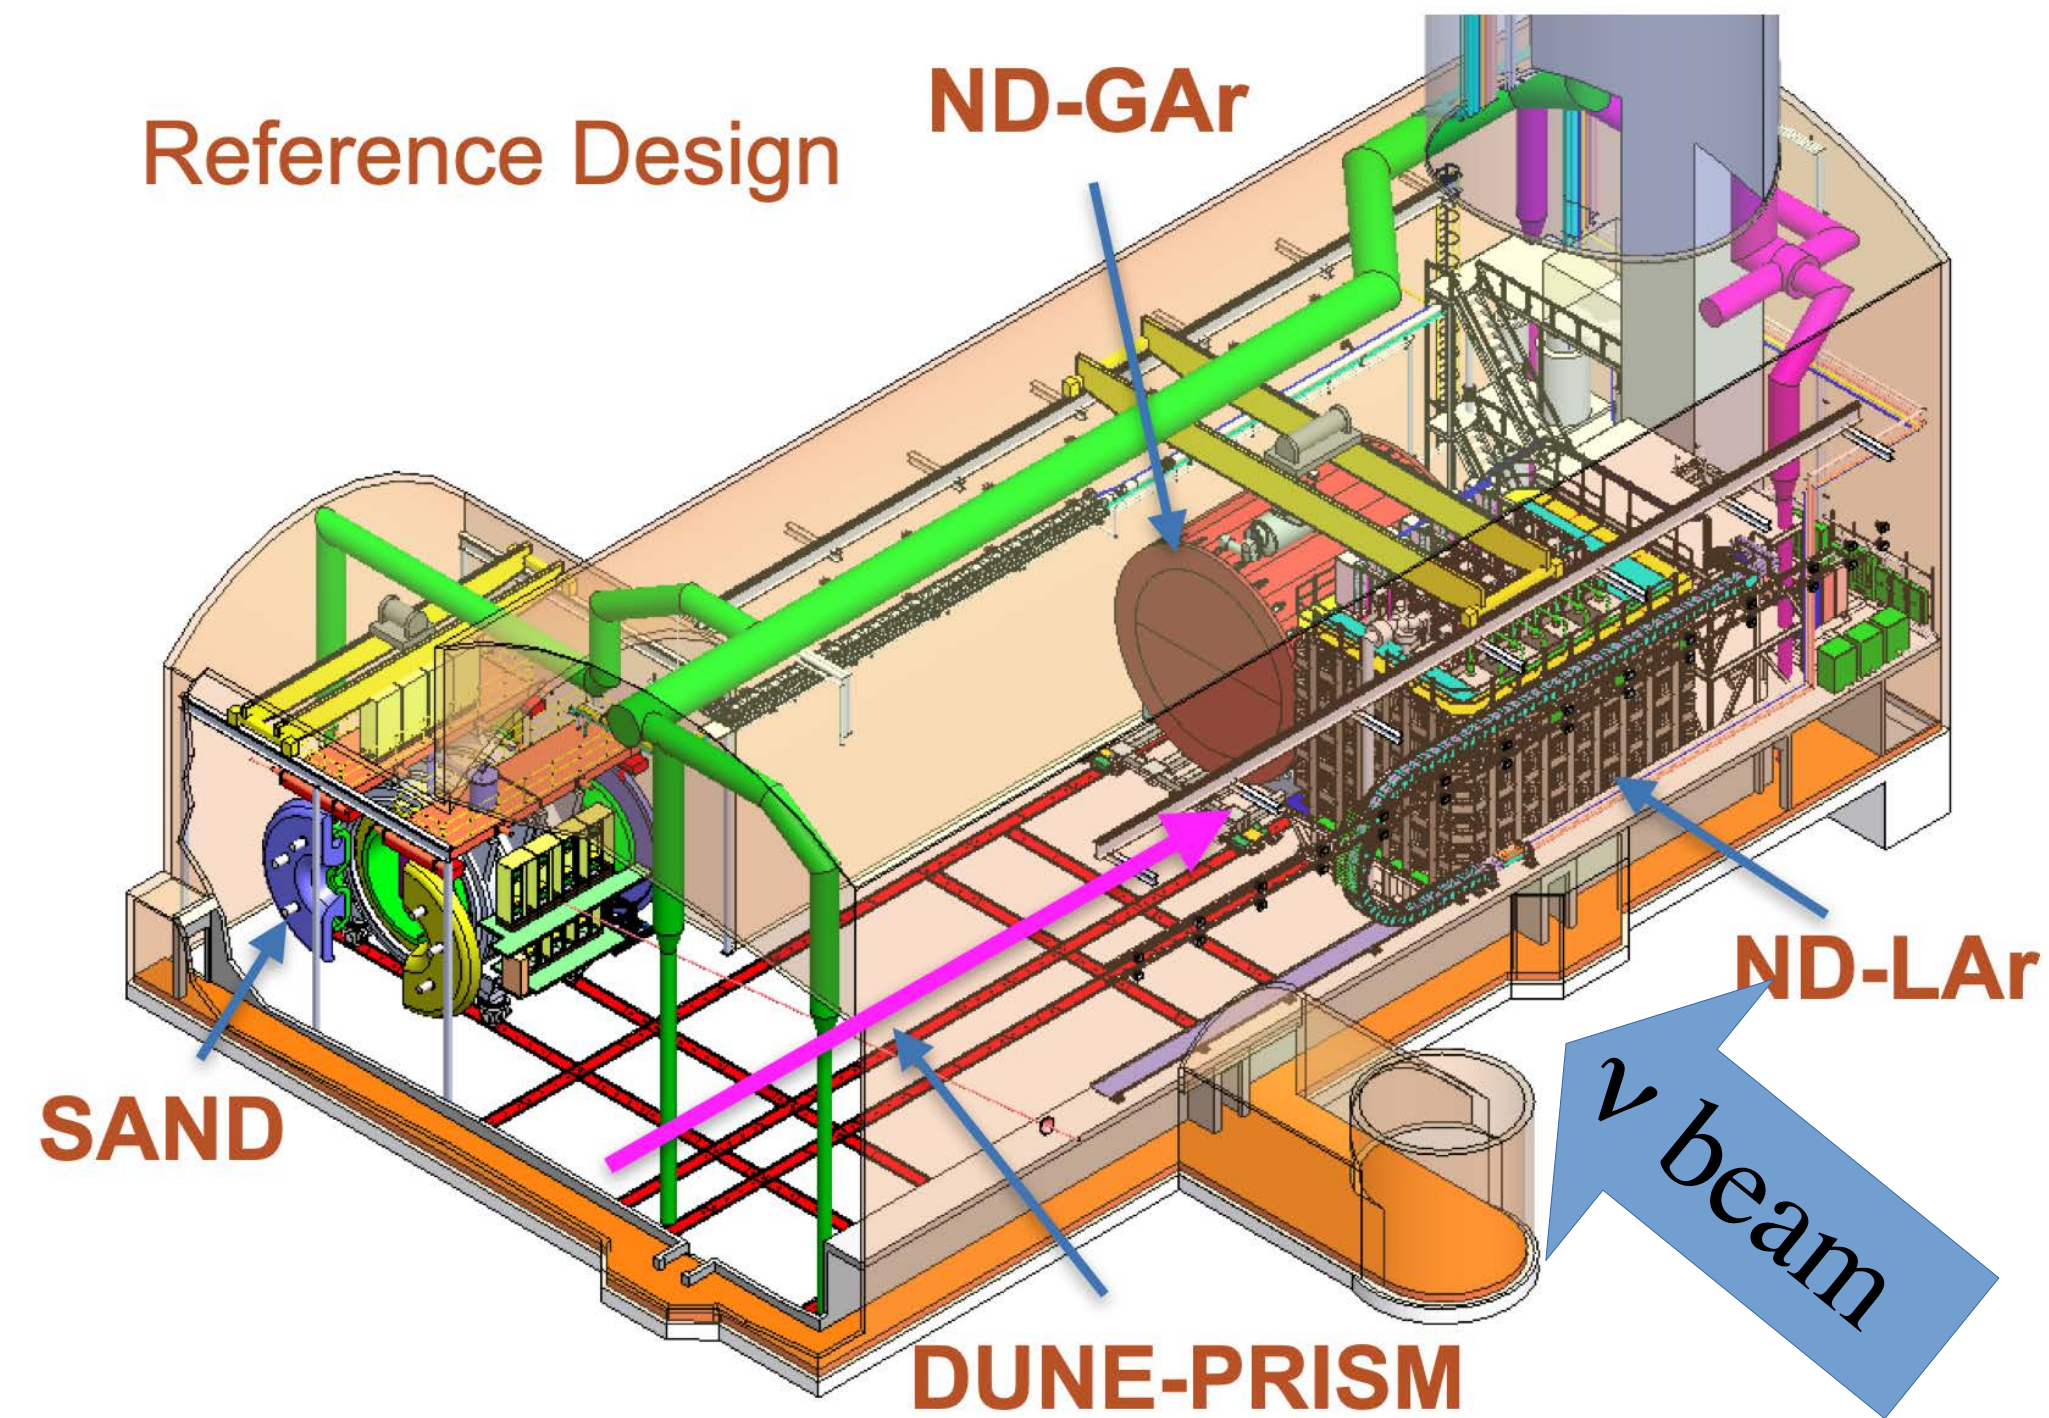 ND-GAr
Reference Design
ND-LAr
SAND
ν beam
DUNE-PRISM